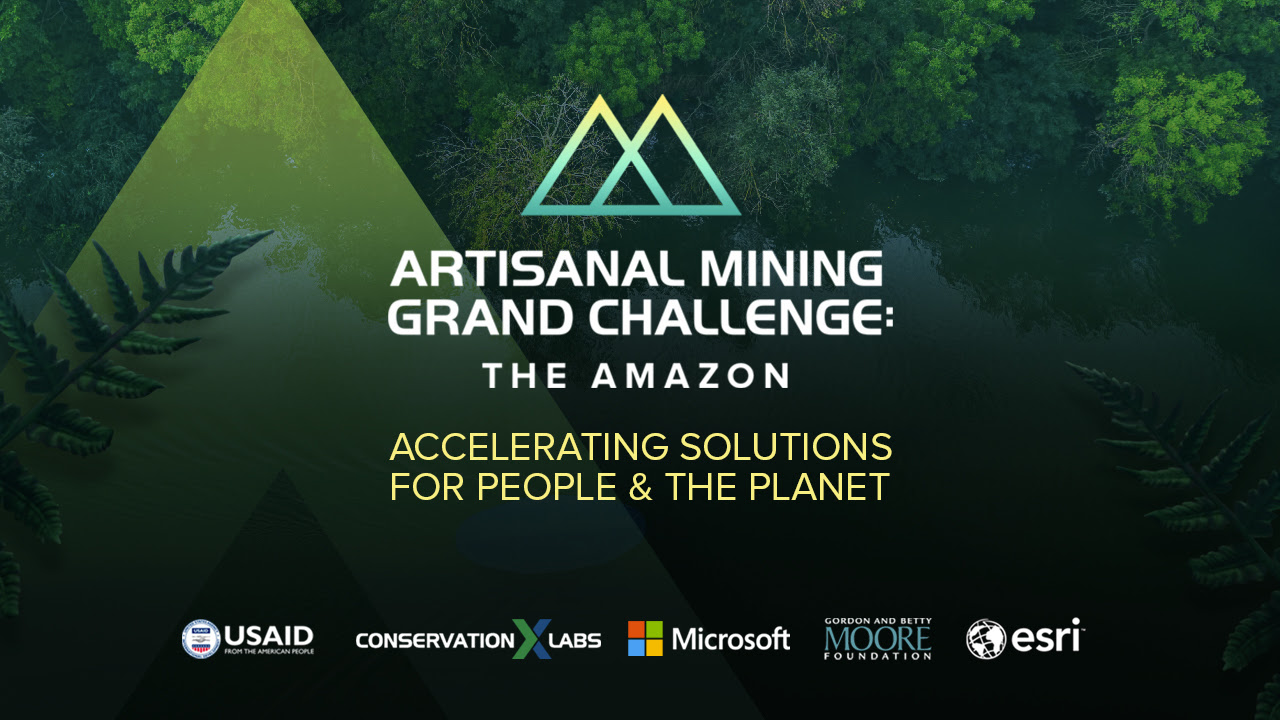 ARTISANAL MINING
GRAND CHALLENGE:
THE AMAZON
ACCELERATING SOLUTIONS
FOR PEOPLE & THE PLANET
USAID
FROM THE AMERICAN PEOPLE
CONSERVATION X LABS
Microsoft
GORDON AND BETTY
MOORE
FOUNDATION
esri™